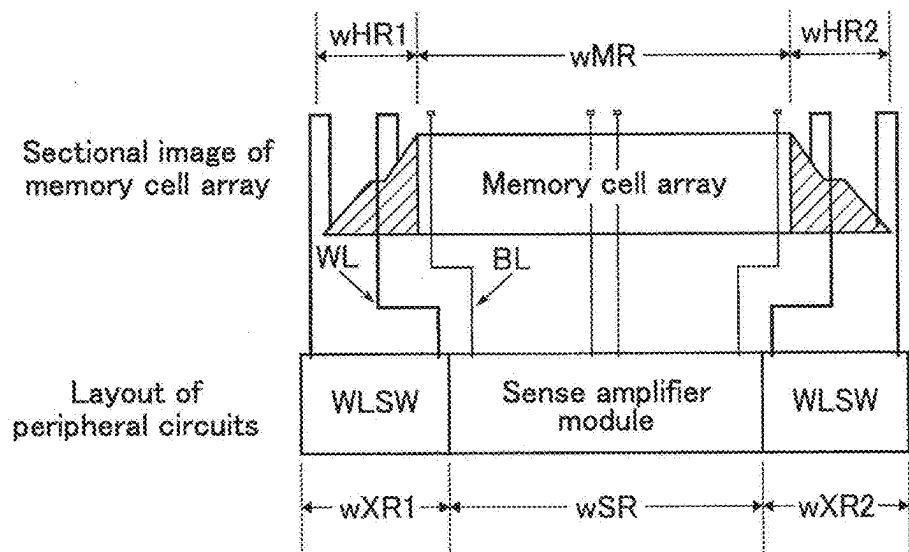 wHR1
wMR
wHR2
Sectional image of
memory cell array
Memory cell array
WL
BL
Layout of
peripheral circuits
WLSW
Sense amplifier
module
WLSW
wXR1
wSR
wXR2